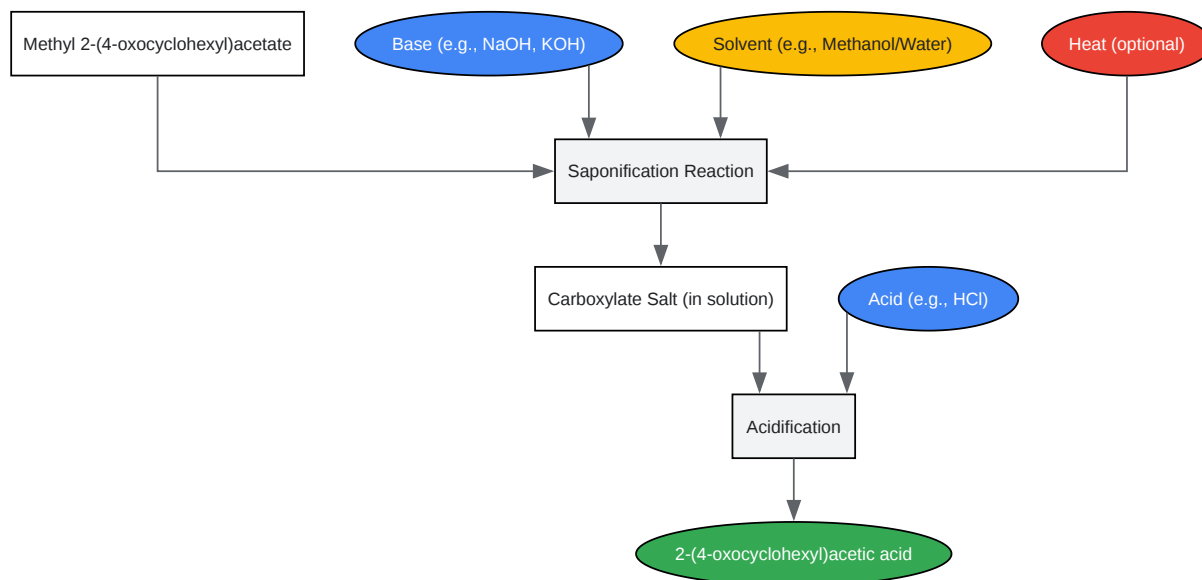 Methyl 2-(4-oxocyclohexyl)acetate
Base (e.g., NaOH, KOH)
Solvent (e.g., Methanol/Water)
Heat (optional)
Saponification Reaction
Carboxylate Salt (in solution)
Acid (e.g., HCl)
Acidification
2-(4-oxocyclohexyl)acetic acid